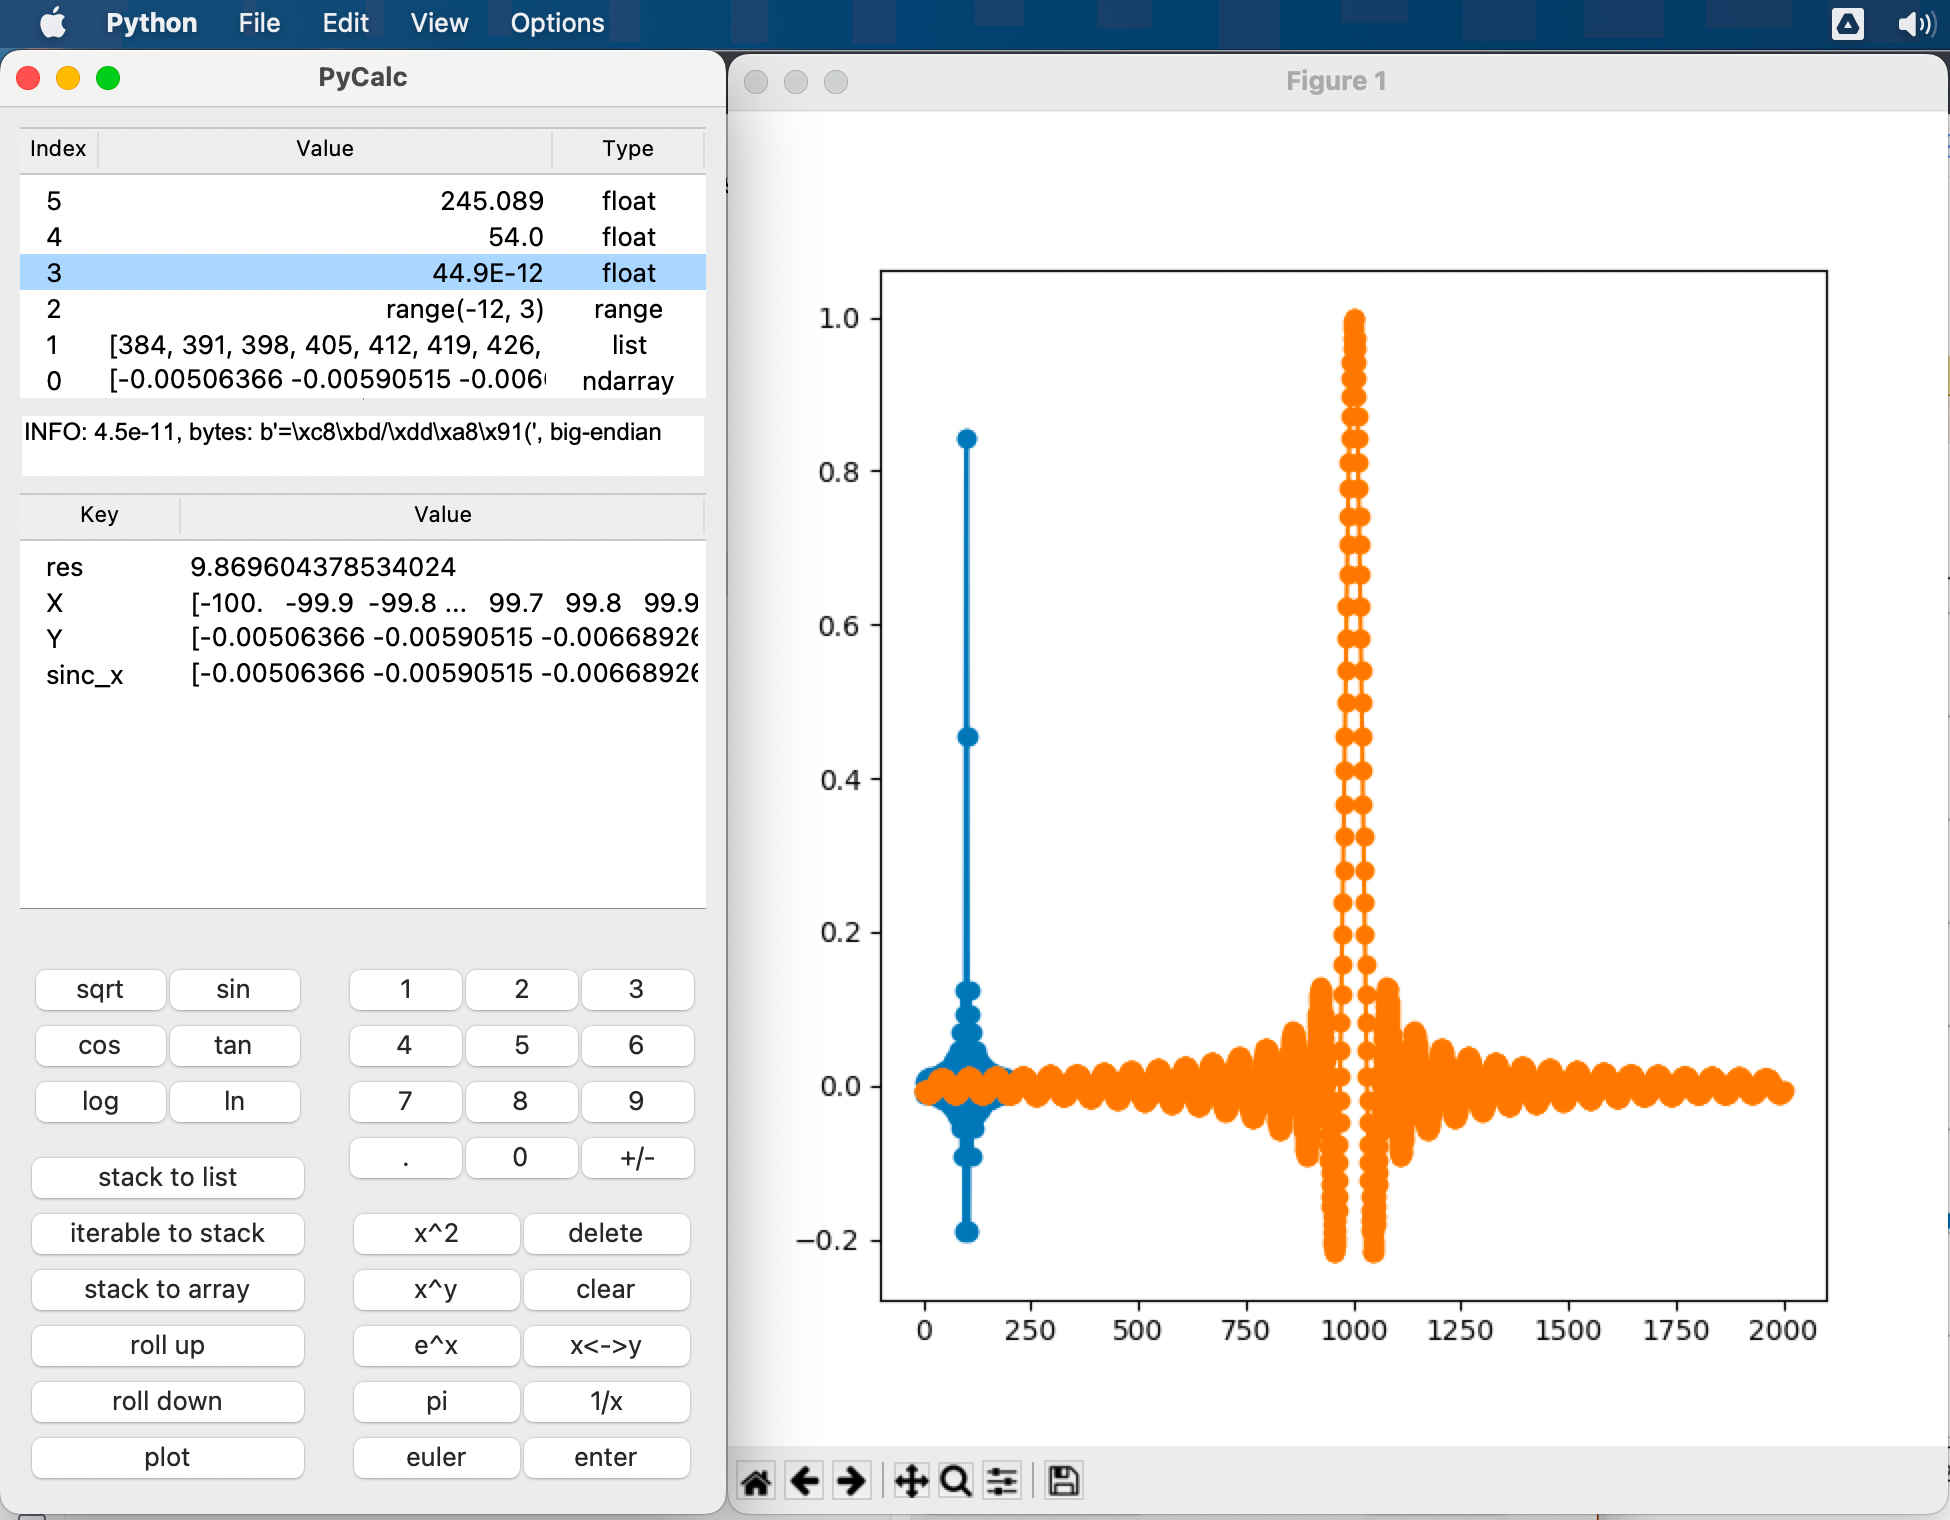 Python File Edit View Options
PyCalc
Index Value Type
5 245.089 float
4 54.0 float
3 44.9E-12 float
2 range(-12, 3) range
1 [384, 391, 398, 405, 412, 419, 426, list
0 [-0.00506366 -0.00590515 -0.006 ndarray
INFO: 4.5e-11, bytes: b'=\xc8\xbd/\xdd\xa8\x91(', big-endian
Key Value
res 9.869604378534024
X [-100. -99.9 -99.8 ... 99.7 99.8 99.9
Y [-0.00506366 -0.00590515 -0.0066892
sinc_x [-0.00506366 -0.00590515 -0.0066892
sqrt sin 1 2 3
cos tan 4 5 6
log ln 7 8 9
. 0 +/-
stack to list
iterable to stack x^2 delete
stack to array x^y clear
roll up e^x x<->y
roll down pi 1/x
plot euler enter
Figure 1
1.0
0.8
0.6
0.4
0.2
0.0
−0.2
0 250 500 750 1000 1250 1500 1750 2000